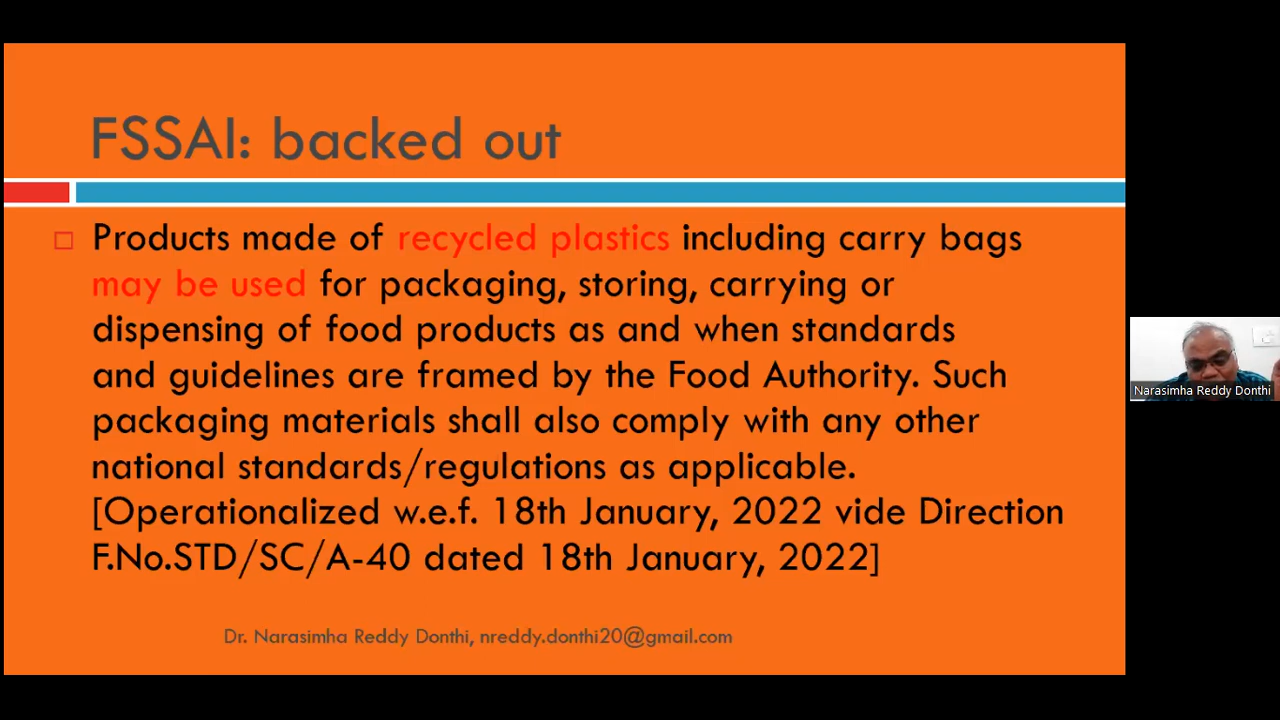 FSSAI: backed out
Products made of recycled plastics including carry bags
may be used for packaging, storing, carrying or
dispensing of food products as and when standards
and guidelines are framed by the Food Authority. Such
packaging materials shall also comply with any other
national standards/regulations as applicable.
[Operationalized w.e.f. 18th January, 2022 vide Direction
F.No.STD/SC/A-40 dated 18th January, 2022]
Dr. Narasimha Reddy Donthi, nreddy.donthi20@gmail.com
Narasimha Reddy Donthi